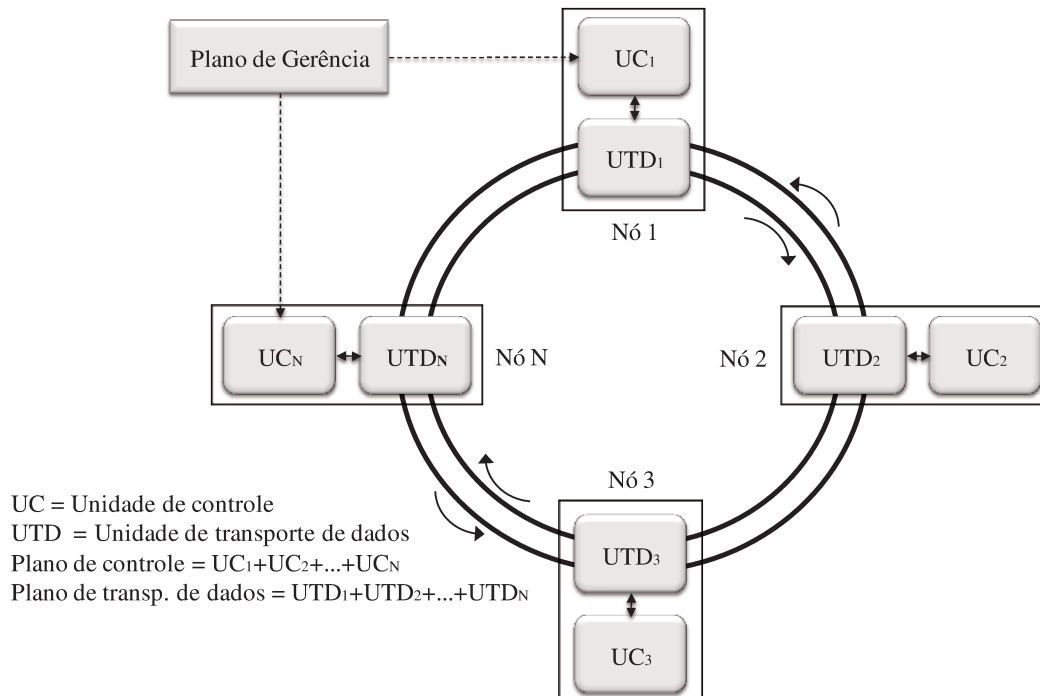 Plano de Gerência
UC1
UTD1
Nó 1
UCN
UTDN
Nó N
Nó 2
UTD2
UC2
Nó 3
UTD3
UC3
UC = Unidade de controle
UTD = Unidade de transporte de dados
Plano de controle = UC1+UC2+...+UCN
Plano de transp. de dados = UTD1+UTD2+...+UTDN